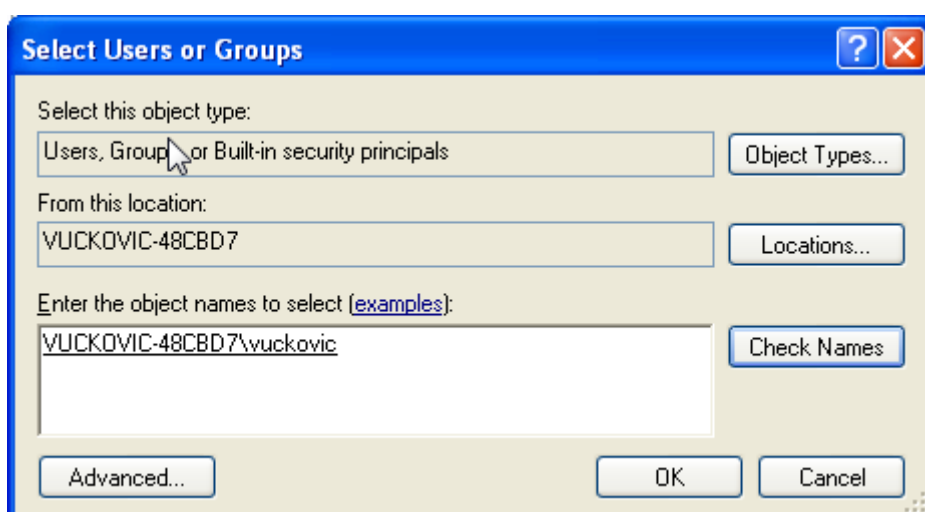 Select Users or Groups
Select this object type:
Users, Group or Built-in security principals
Object Types...
From this location:
VUCKOVIC-48CBD7
Locations...
Enter the object names to select (examples):
VUCKOVIC-48CBD7\vuckovic
Check Names
Advanced...
OK
Cancel